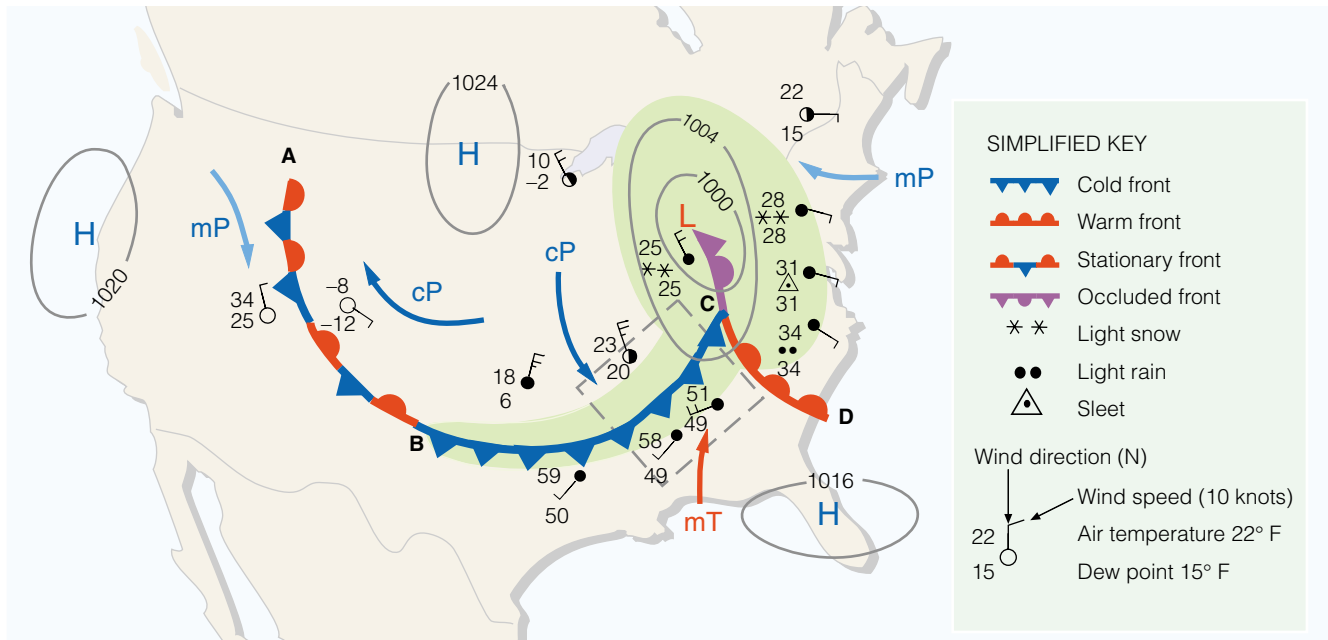 1024
H
H
1020
A
mP
34
25
-8
-12
cP
10
-2
cP
18
6
B
59
50
23
20
1004
1000
L
25
** 
25
C
22
15
mP
28
**
28
31
31
34
34
51
49
58
49
mT
D
1016
H
SIMPLIFIED KEY
Cold front
Warm front
Stationary front
Occluded front
Light snow
Light rain
Sleet
Wind direction (N)
Wind speed (10 knots)
22
Air temperature 22° F
15
Dew point 15° F